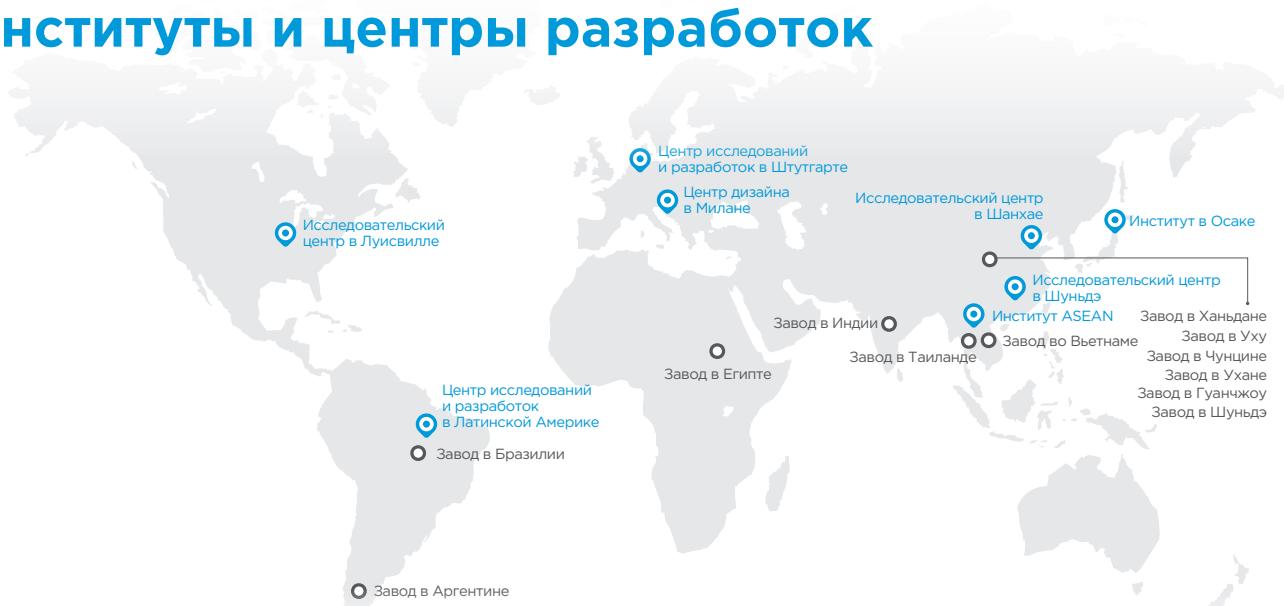 нституты и центры разработок
Центр исследований
и разработок в Штутгарте
Центр дизайна
в Милане
Исследовательский центр
в Шанхае
Институт в Осаке
Исследовательский
центр в Луисвилле
Исследовательский центр
в Шуньдэ
Институт ASEAN
Завод в Ханьдане
Завод в Индии
Завод в Уху
Завод во Вьетнаме
Завод в Таиланде
Завод в Чунцине
Завод в Египте
Завод в Ухане
Завод в Гуанчжоу
Завод в Шуньдэ
Центр исследований
и разработок
в Латинской Америке
Завод в Бразилии
Завод в Аргентине